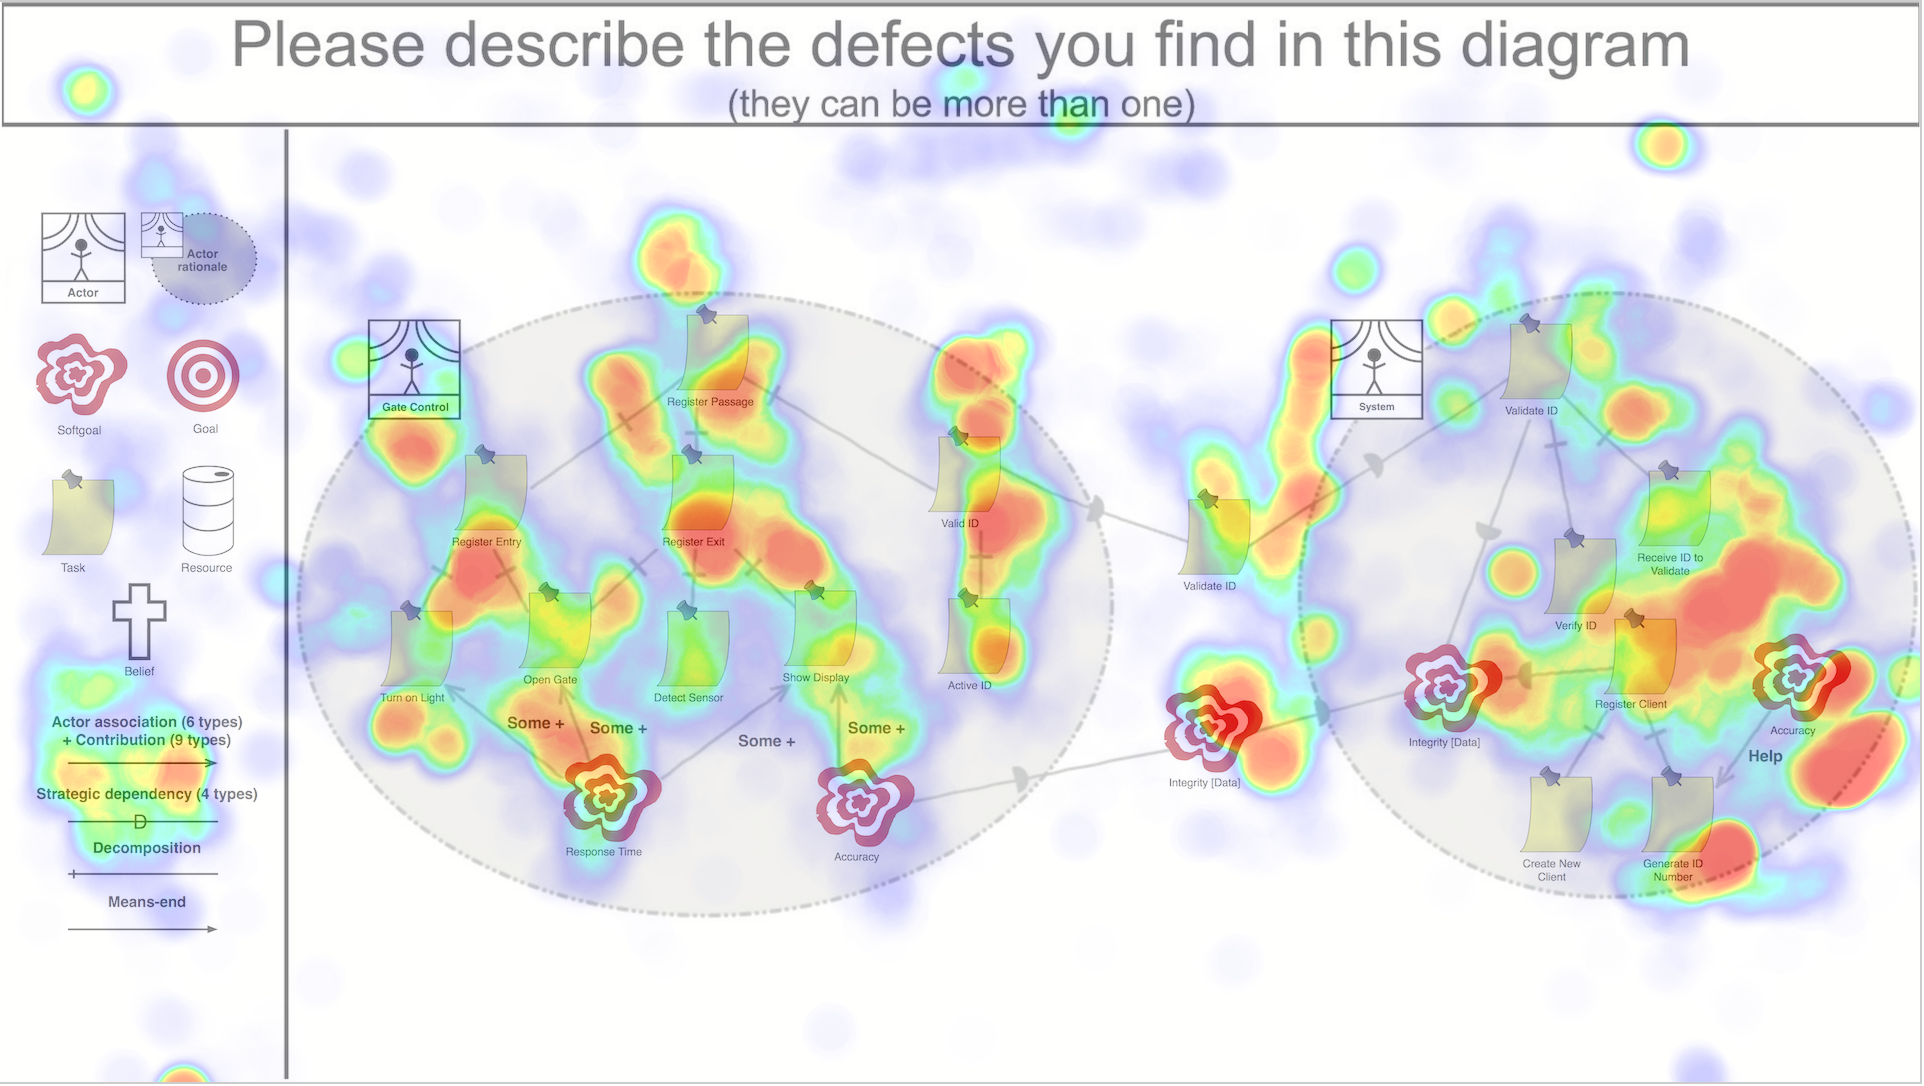 Please describe the defects you find in this diagram
(they can be more than one)
Actor
Actor
rationale
Softgoal
Goal
Task
Resource
Belief
Actor association (6 types)
+ Contribution (9 types)
Strategic dependency (4 types)
D
Decomposition
Means-end
Gate Control
Register Passage
Register Entry
Register Exit
Valid ID
Turn on Light
Open Gate
Detect Sensor
Show Display
Active ID
Some +
Some +
Some +
Some +
Response Time
Accuracy
Validate ID
Integrity [Data]
System
Validate ID
Receive ID to
Validate
Verify ID
Register Client
Integrity [Data]
Accuracy
Help
Create New
Client
Generate ID
Number